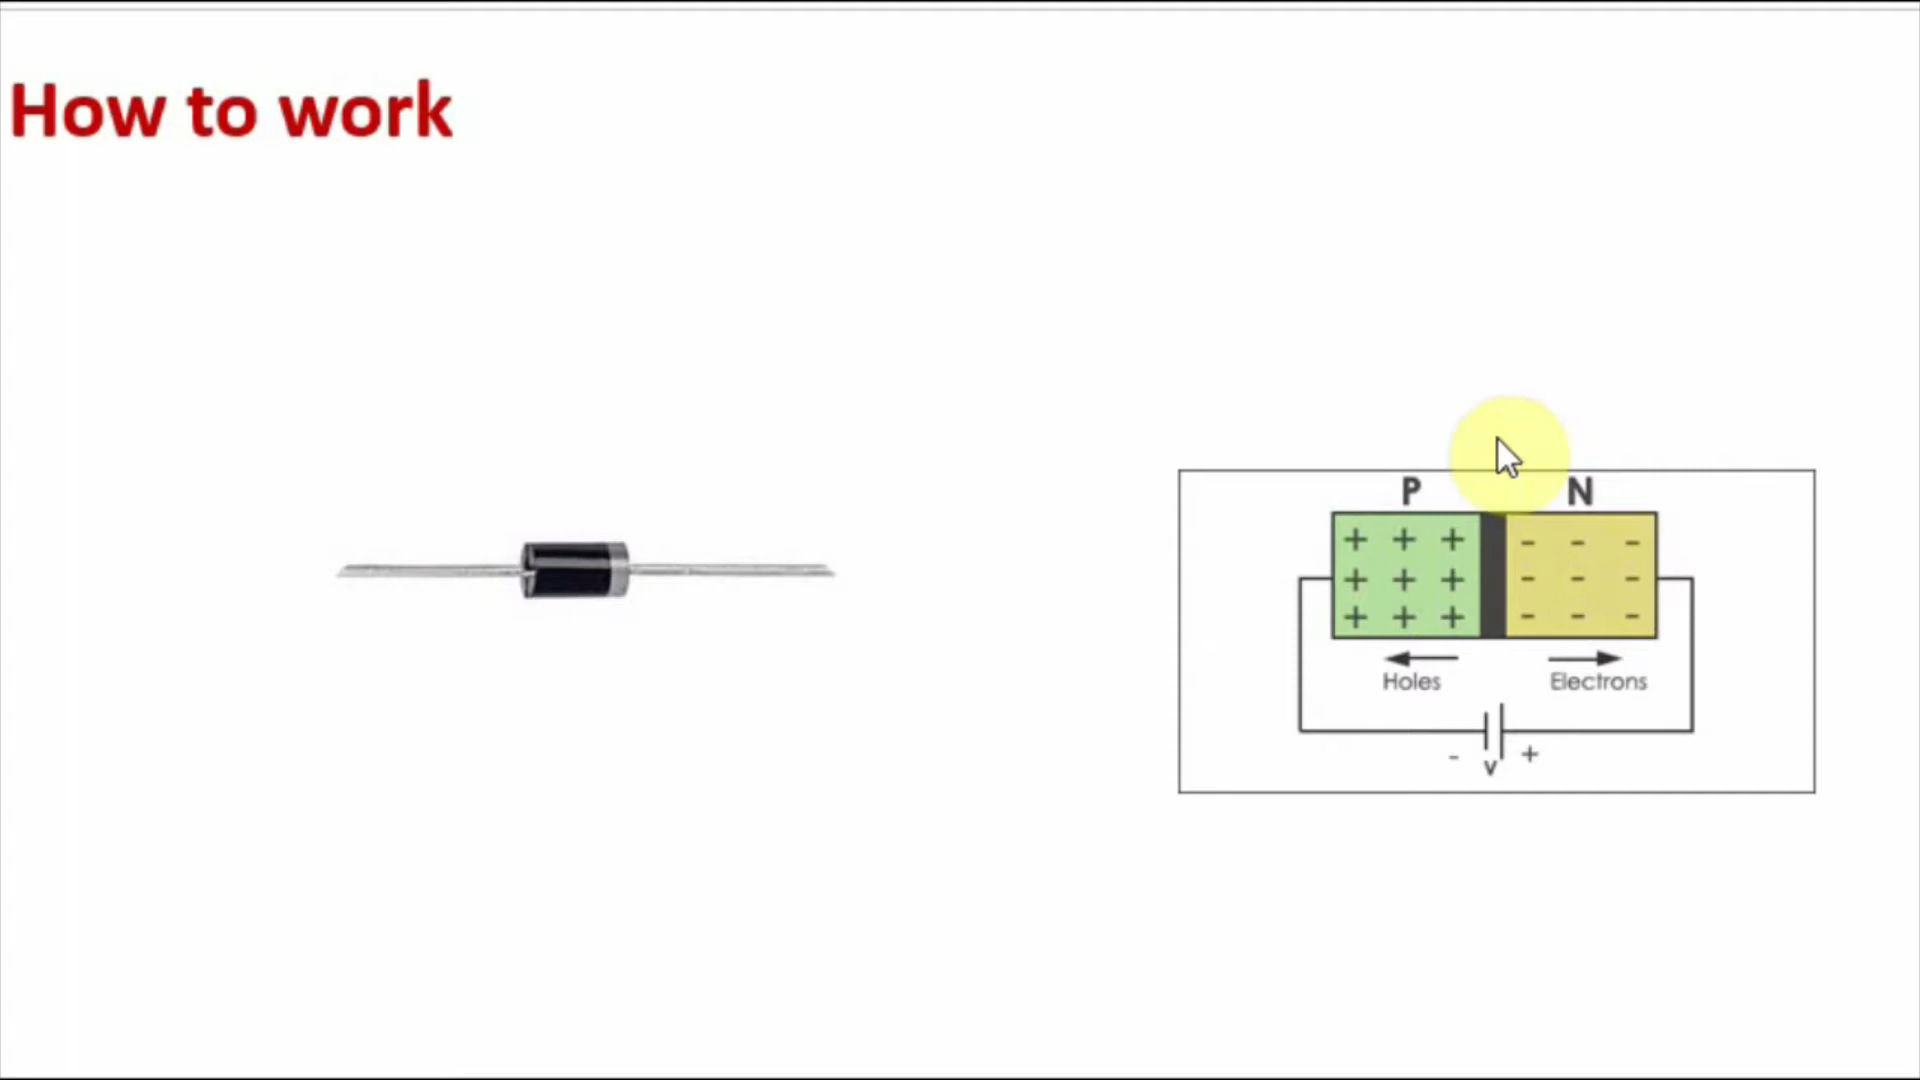 How to work
P N
+ + + - - -
+ + + - - -
+ + + - - -
Holes Electrons
- V +